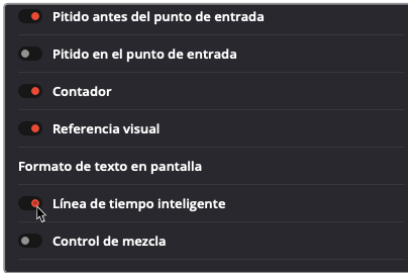 Pitido antes del punto de entrada
Pitido en el punto de entrada
Contador
Referencia visual
Formato de texto en pantalla
Línea de tiempo inteligente
Control de mezcla